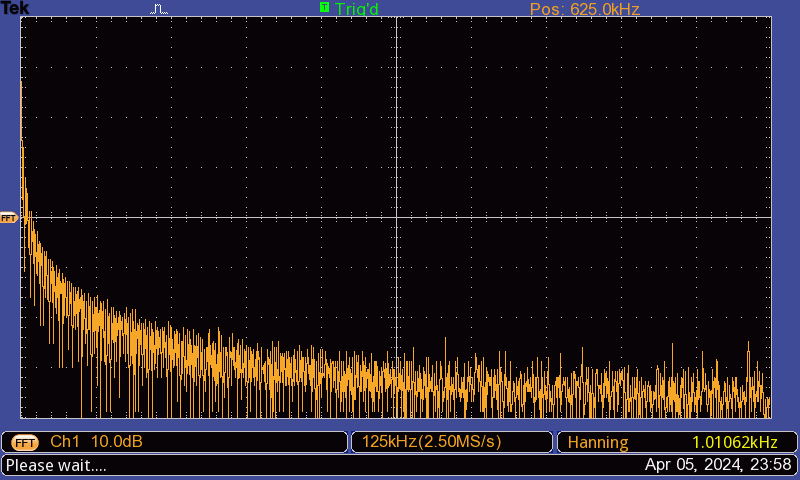 Tek T Trig'd Pos: 625.0kHz
FFT
FFT Ch1 10.0dB 125kHz(2.50MS/s) Hanning 1.01062kHz
Please wait.... Apr 05, 2024, 23:58